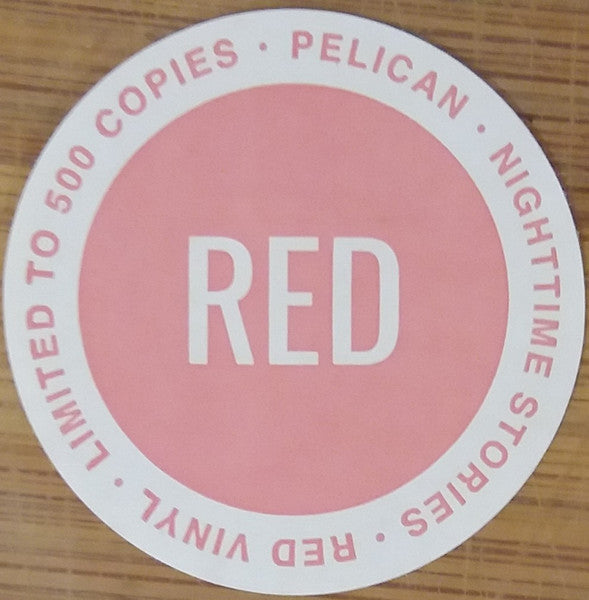 PELICAN · NIGHTTIME STORIES · RED VINYL · LIMITED TO 500 COPIES ·
RED